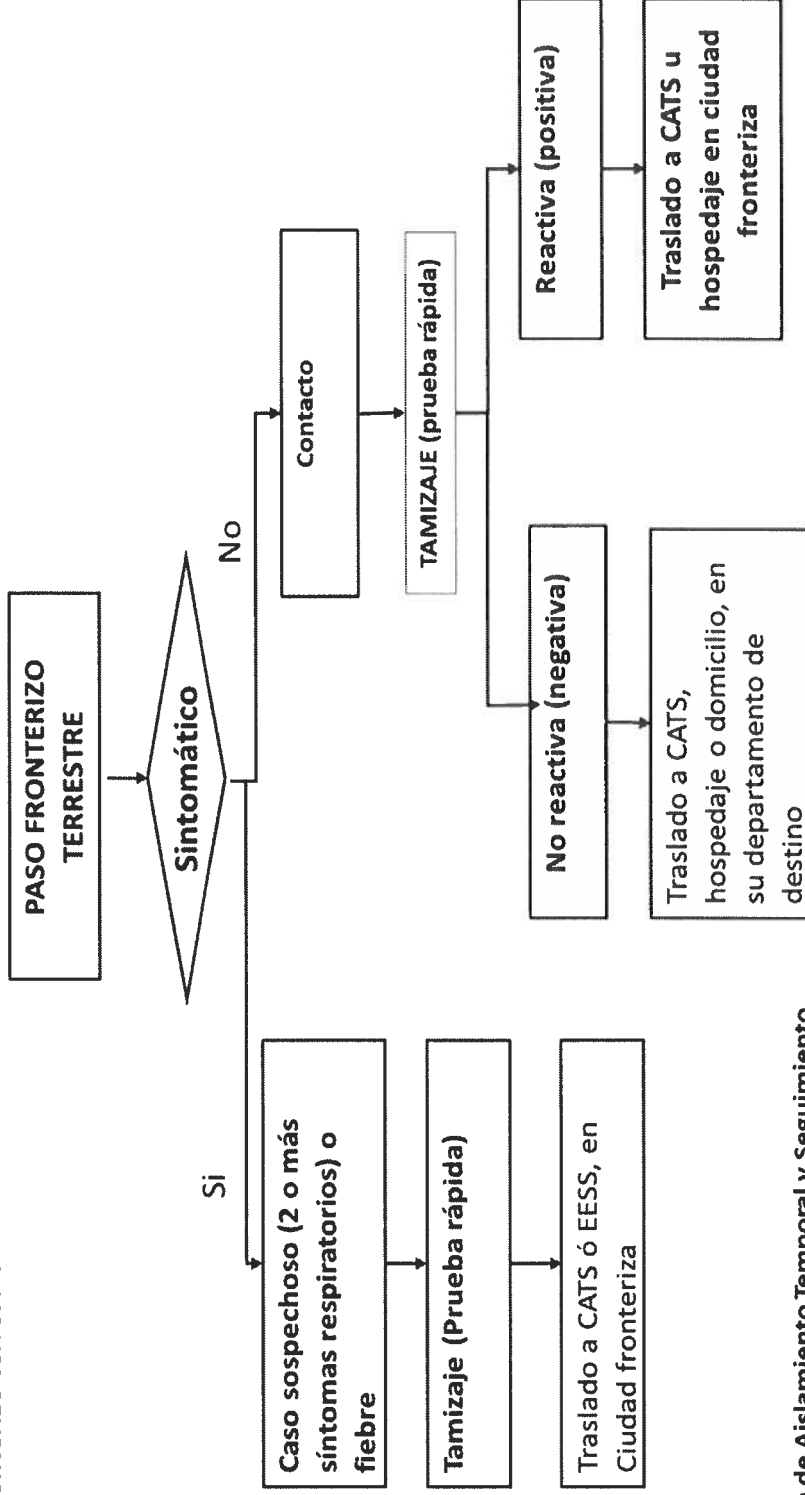 PASO FRONTERIZO
TERRESTRE
Sintomático
Si
No
Caso sospechoso (2 o más
síntomas respiratorios) o
fiebre
Tamizaje (Prueba rápida)
Traslado a CATS ó EESS, en
Ciudad fronteriza
Contacto
TAMIZAJE (prueba rápida)
No reactiva (negativa)
Traslado a CATS,
hospedaje o domicilio, en
su departamento de
destino
Reactiva (positiva)
Traslado a CATS u
hospedaje en ciudad
fronteriza
de Aislamiento Temporal y Seguimiento